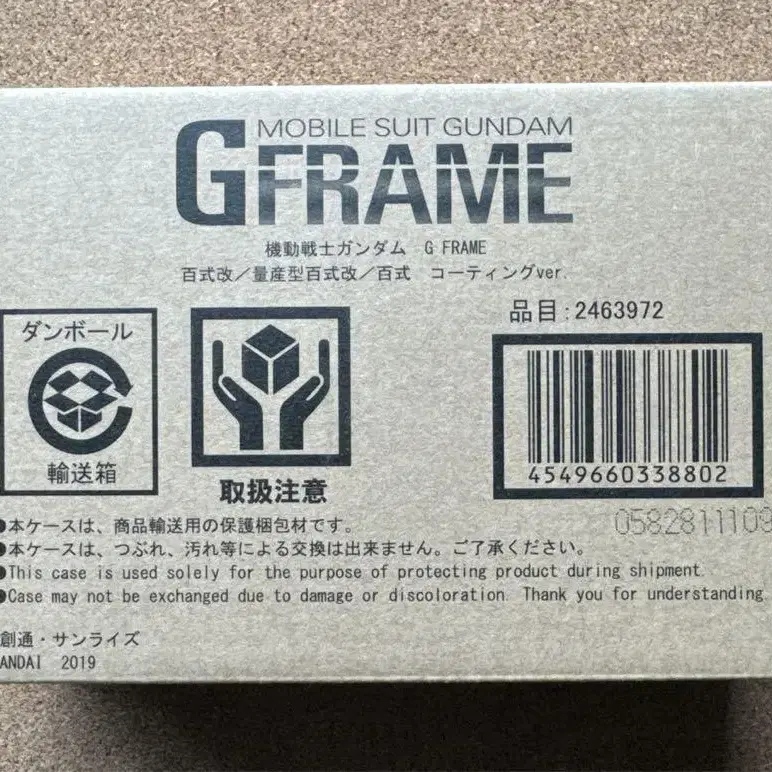 MOBILE SUIT GUNDAM
GFRAME
機動戦士ガンダム G FRAME
百式改／量産型百式改／百式 コーティングver.
ダンボール
輸送箱
取扱注意
品目:2463972
4549660338802
0582811109
●本ケースは、商品輸送用の保護梱包材です。
●本ケースは、つぶれ、汚れ等による交換は出来ません。ご了承ください。
●This case is used solely for the purpose of protecting product during shipment.
●Case may not be exchanged due to damage or discoloration. Thank you for understanding.
創通・サンライズ
ANDAI 2019